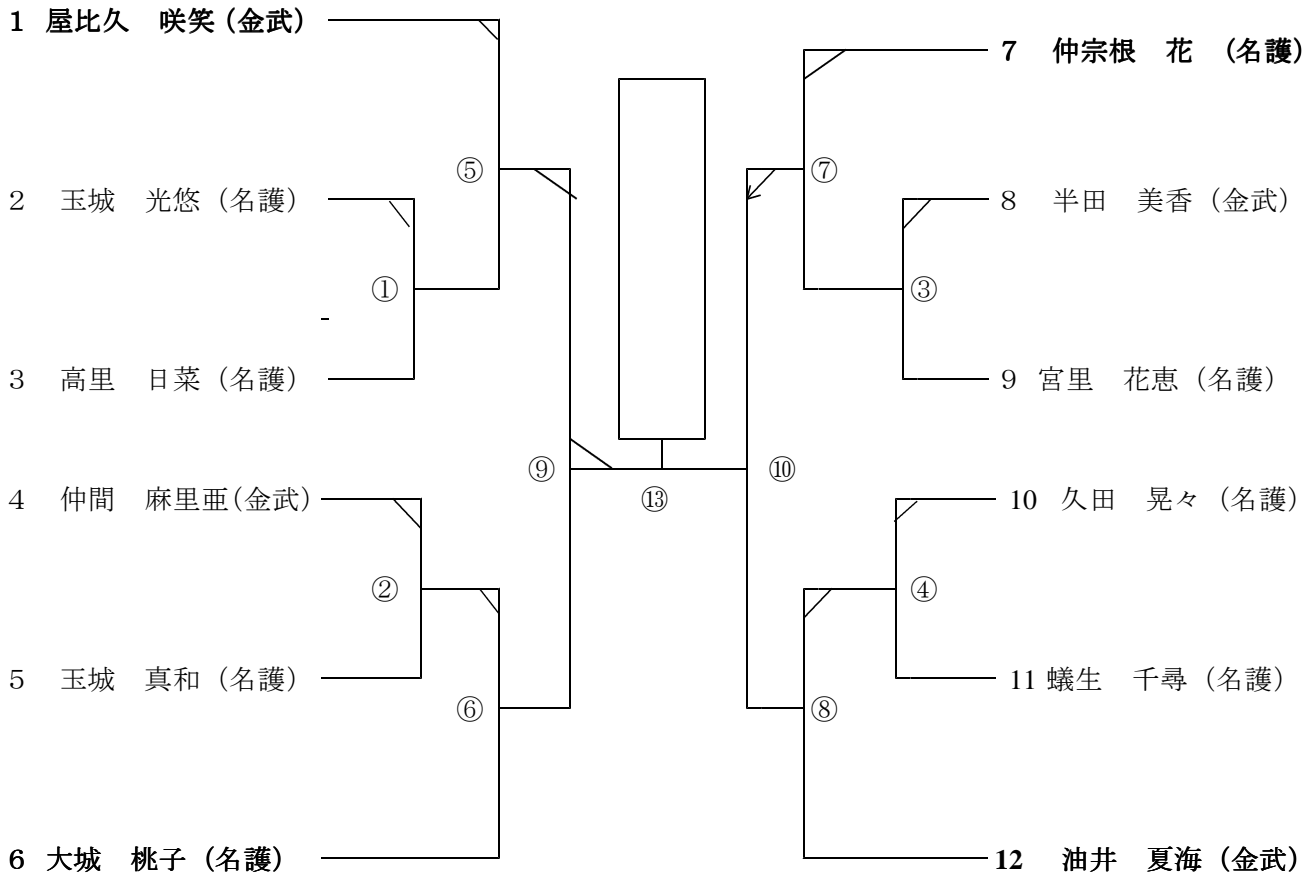 1 屋比久 咲笑（金武）
2 玉城 光悠（名護）
3 高里 日菜（名護）
4 仲間 麻里亜（金武）
5 玉城 真和（名護）
6 大城 桃子（名護）
⑤
①
②
⑥
⑨
⑬
⑩
⑦
③
④
⑧
7 仲宗根 花 （名護）
8 半田 美香（金武）
9 宮里 花恵（名護）
10 久田 晃々（名護）
11 蟻生 千尋（名護）
12 油井 夏海（金武）